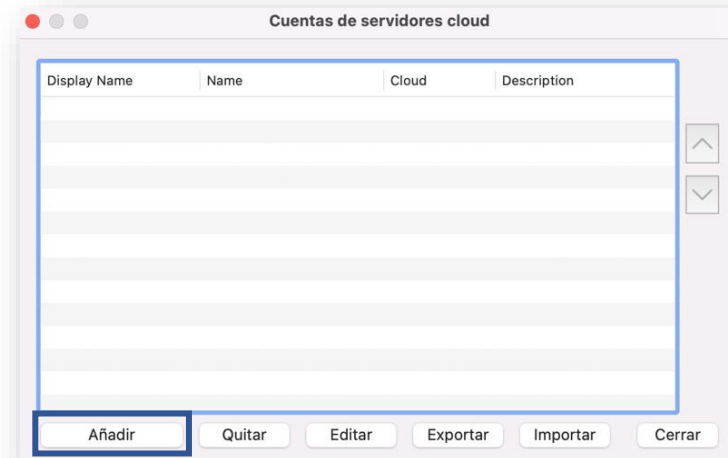 Cuentas de servidores cloud
Display Name Name Cloud Description
Añadir Quitar Editar Exportar Importar Cerrar